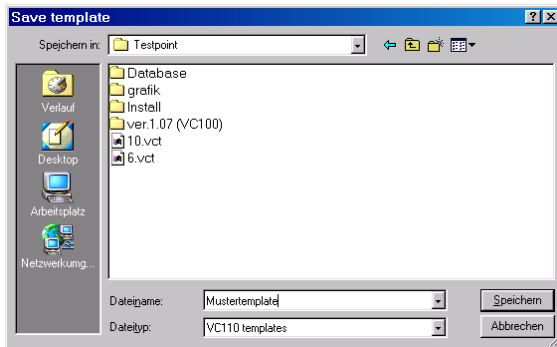 Save template
Speichern in: Testpoint
Verlauf
Desktop
Arbeitsplatz
Netzwerkumg...
Database
grafik
Install
ver.1.07 (VC100)
10.vct
6.vct
Dateiname: Mustertemplate Speichern
Dateityp: VC110 templates Abbrechen